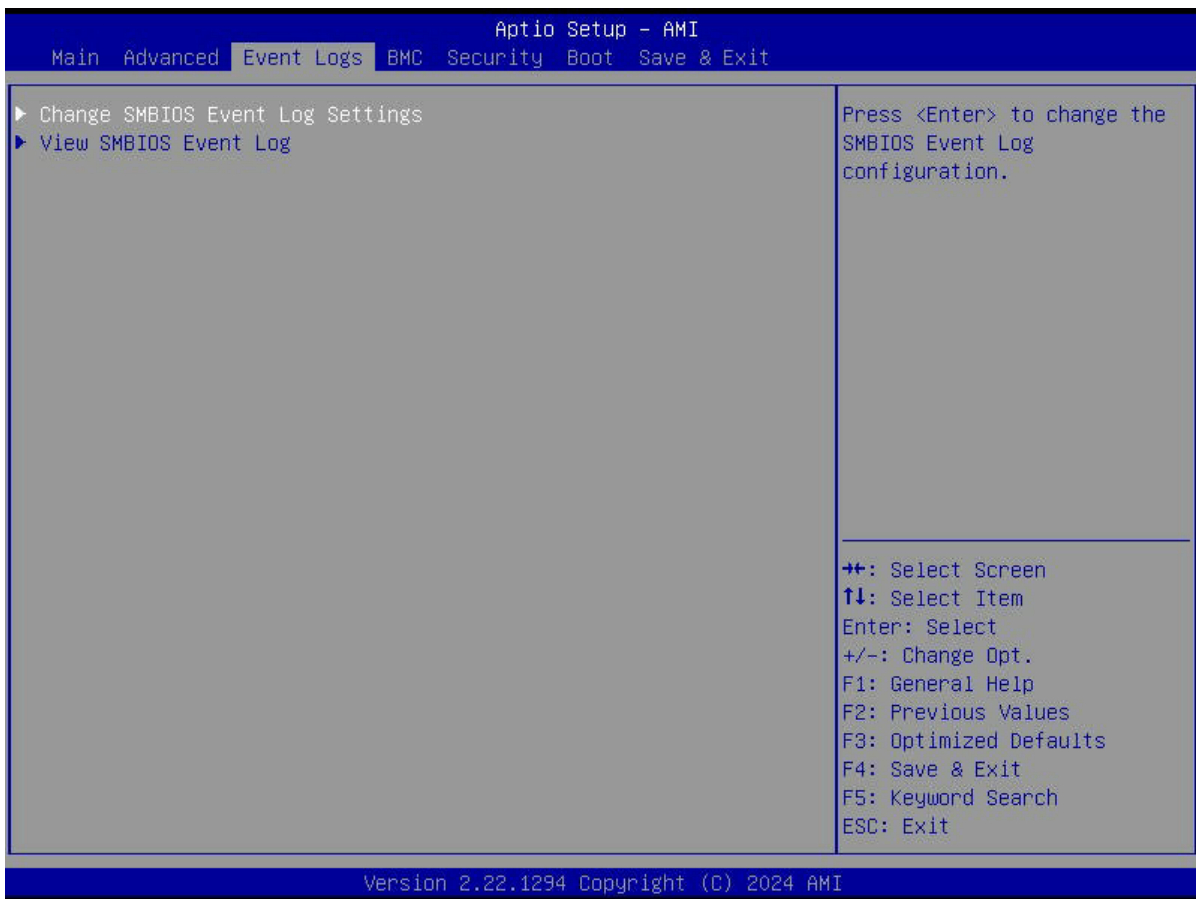 Aptio Setup – AMI
Main Advanced Event Logs BMC Security Boot Save & Exit
▶ Change SMBIOS Event Log Settings
▶ View SMBIOS Event Log
Press <Enter> to change the
SMBIOS Event Log
configuration.
→←: Select Screen
↑↓: Select Item
Enter: Select
+/-: Change Opt.
F1: General Help
F2: Previous Values
F3: Optimized Defaults
F4: Save & Exit
F5: Keyword Search
ESC: Exit
Version 2.22.1294 Copyright (C) 2024 AMI